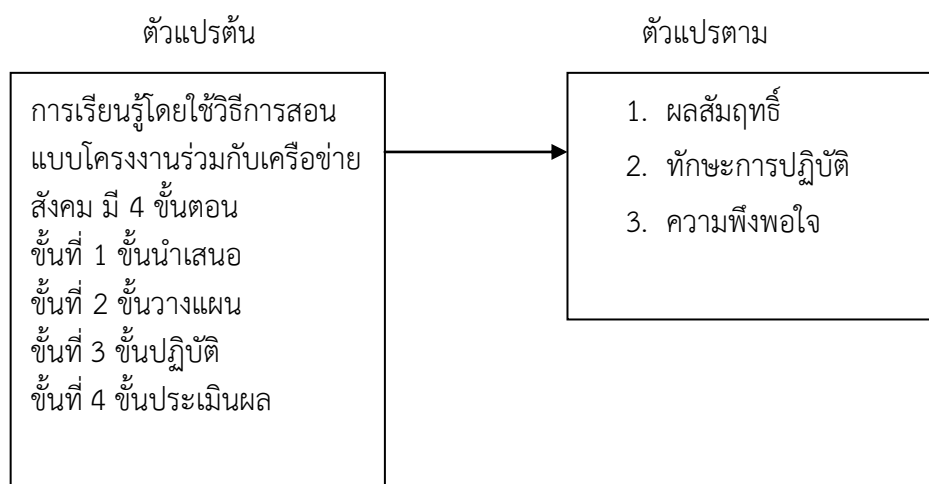 ตัวแปรต้น
ตัวแปรตาม
การเรียนรู้โดยใช้วิธีการสอน
แบบโครงงานร่วมกับเครือข่าย
สังคม มี 4 ขั้นตอน
ขั้นที่ 1 ขั้นนำเสนอ
ขั้นที่ 2 ขั้นวางแผน
ขั้นที่ 3 ขั้นปฏิบัติ
ขั้นที่ 4 ขั้นประเมินผล
1. ผลสัมฤทธิ์
2. ทักษะการปฏิบัติ
3. ความพึงพอใจ